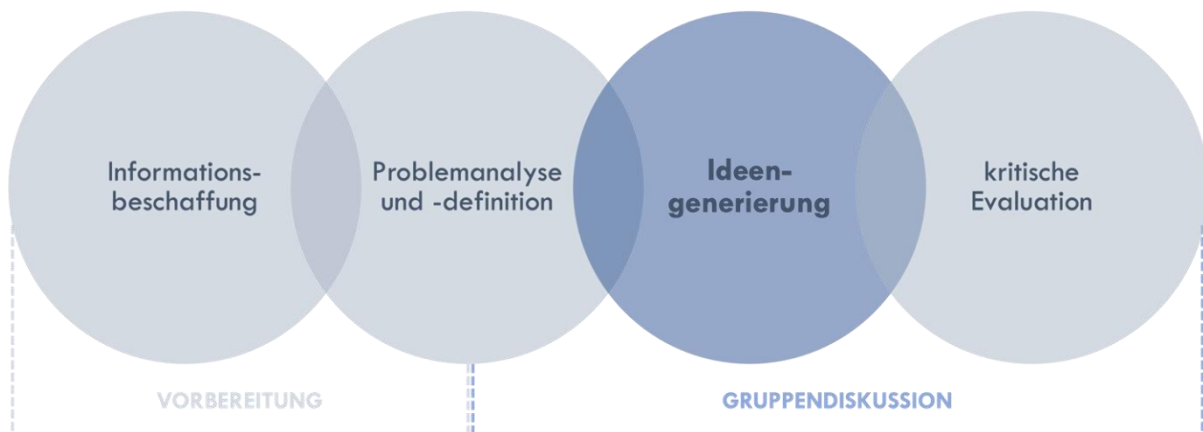 Informations-
beschaffung
Problemanalyse
und -definition
Ideen-
generierung
kritische
Evaluation
VORBEREITUNG
GRUPPENDISKUSSION